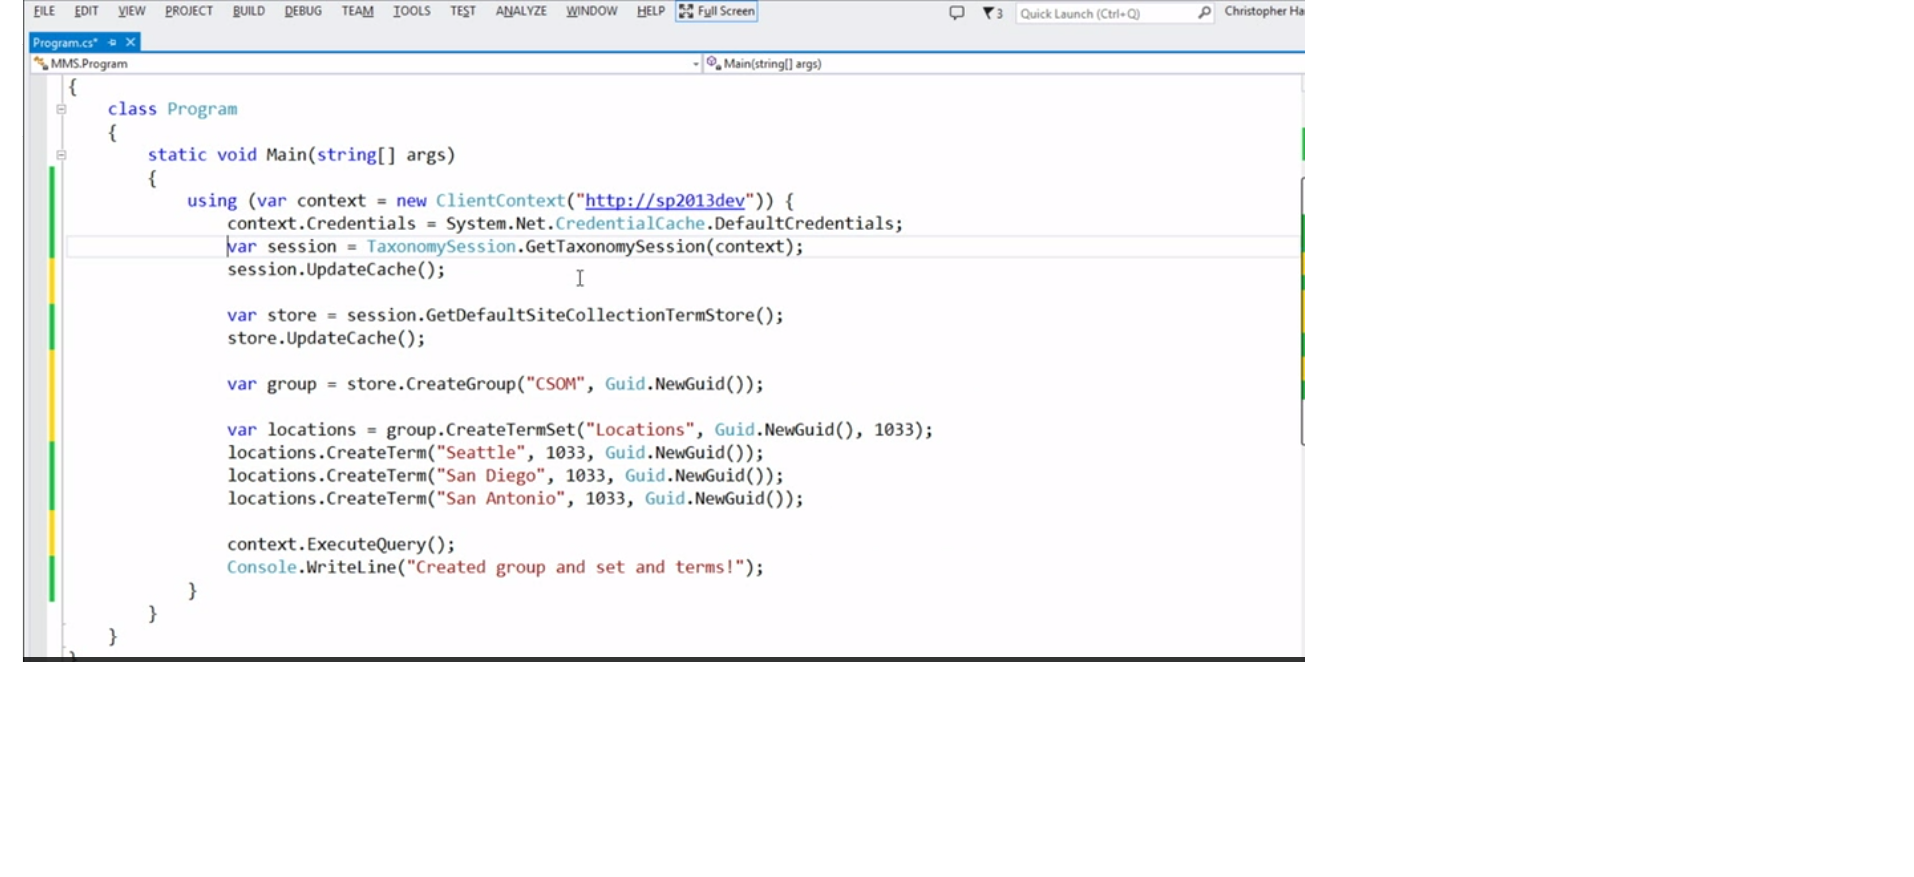 FILE EDIT VIEW PROJECT BUILD DEBUG TEAM TOOLS TEST ANALYZE WINDOW HELP Full Screen 3 Quick Launch (Ctrl+Q) Christopher Ha
Program.cs*
MMS.Program Main(string[] args)
{
class Program
{
static void Main(string[] args)
{
using (var context = new ClientContext("http://sp2013dev")) {
context.Credentials = System.Net.CredentialCache.DefaultCredentials;
var session = TaxonomySession.GetTaxonomySession(context);
session.UpdateCache();
var store = session.GetDefaultSiteCollectionTermStore();
store.UpdateCache();
var group = store.CreateGroup("CSOM", Guid.NewGuid());
var locations = group.CreateTermSet("Locations", Guid.NewGuid(), 1033);
locations.CreateTerm("Seattle", 1033, Guid.NewGuid());
locations.CreateTerm("San Diego", 1033, Guid.NewGuid());
locations.CreateTerm("San Antonio", 1033, Guid.NewGuid());
context.ExecuteQuery();
Console.WriteLine("Created group and set and terms!");
}
}
}
}